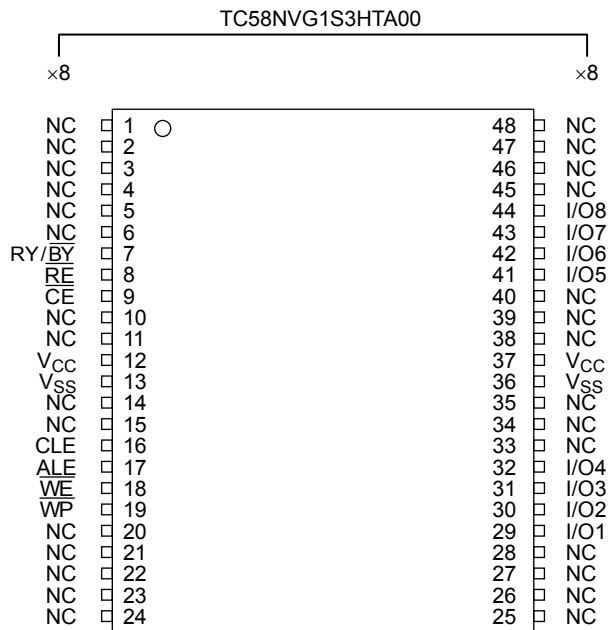 TC58NVG1S3HTA00
×8 ×8
NC 1 48 NC
NC 2 47 NC
NC 3 46 NC
NC 4 45 NC
NC 5 44 I/O8
NC 6 43 I/O7
RY/B̅Y̅ 7 42 I/O6
R̅E̅ 8 41 I/O5
C̅E̅ 9 40 NC
NC 10 39 NC
NC 11 38 NC
VCC 12 37 VCC
VSS 13 36 VSS
NC 14 35 NC
NC 15 34 NC
CLE 16 33 NC
ALE 17 32 I/O4
W̅E̅ 18 31 I/O3
W̅P̅ 19 30 I/O2
NC 20 29 I/O1
NC 21 28 NC
NC 22 27 NC
NC 23 26 NC
NC 24 25 NC